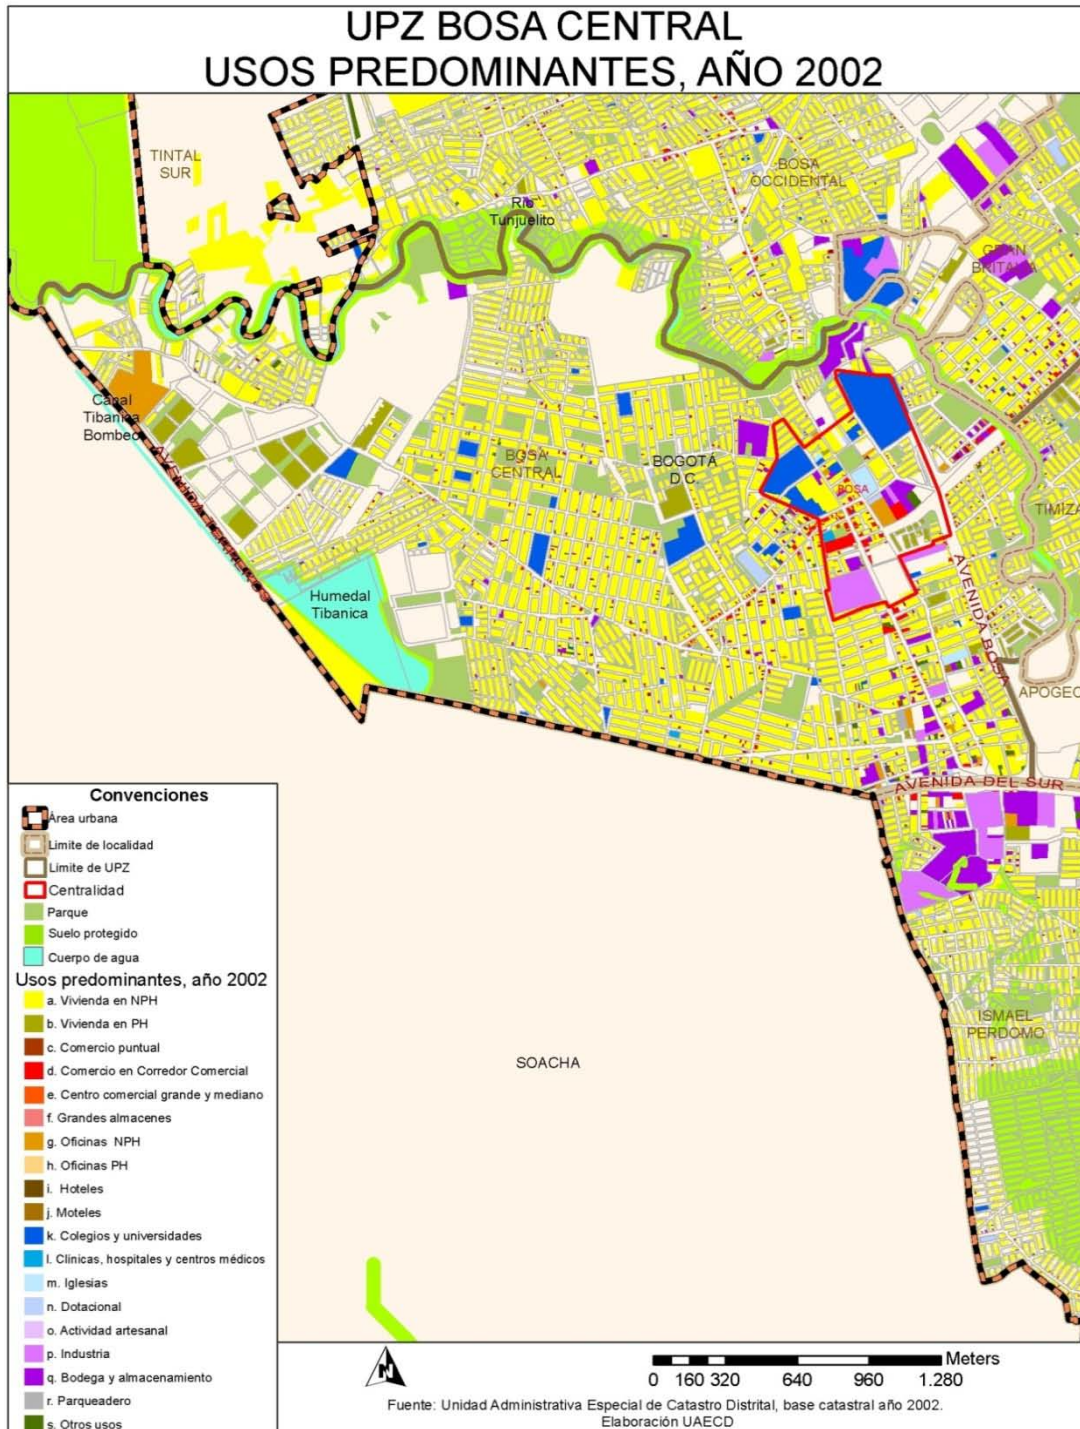 UPZ BOSA CENTRAL
USOS PREDOMINANTES, AÑO 2002
TINTAL
SUR
BOSA
OCCIDENTAL
Rio
Tunjuelito
GRAN
BRITALIA
Canal
Tibanica
Bombeo
BOSA
CENTRAL
BOGOTÁ
D.C.
BOSA
TIMIZA
Humedal
Tibanica
AVENIDA BOSA
APOGEO
AVENIDA DEL SUR
Convenciones
Área urbana
Limite de localidad
Limite de UPZ
Centralidad
Parque
Suelo protegido
Cuerpo de agua
Usos predominantes, año 2002
a. Vivienda en NPH
b. Vivienda en PH
c. Comercio puntual
d. Comercio en Corredor Comercial
e. Centro comercial grande y mediano
f. Grandes almacenes
g. Oficinas NPH
h. Oficinas PH
i. Hoteles
j. Moteles
k. Colegios y universidades
l. Clínicas, hospitales y centros médicos
m. Iglesias
n. Dotacional
o. Actividad artesanal
p. Industria
q. Bodega y almacenamiento
r. Parqueadero
s. Otros usos
ISMAEL
PERDOMO
SOACHA
N
Meters
0 160 320 640 960 1.280
Fuente: Unidad Administrativa Especial de Catastro Distrital, base catastral año 2002.
Elaboración UAECD